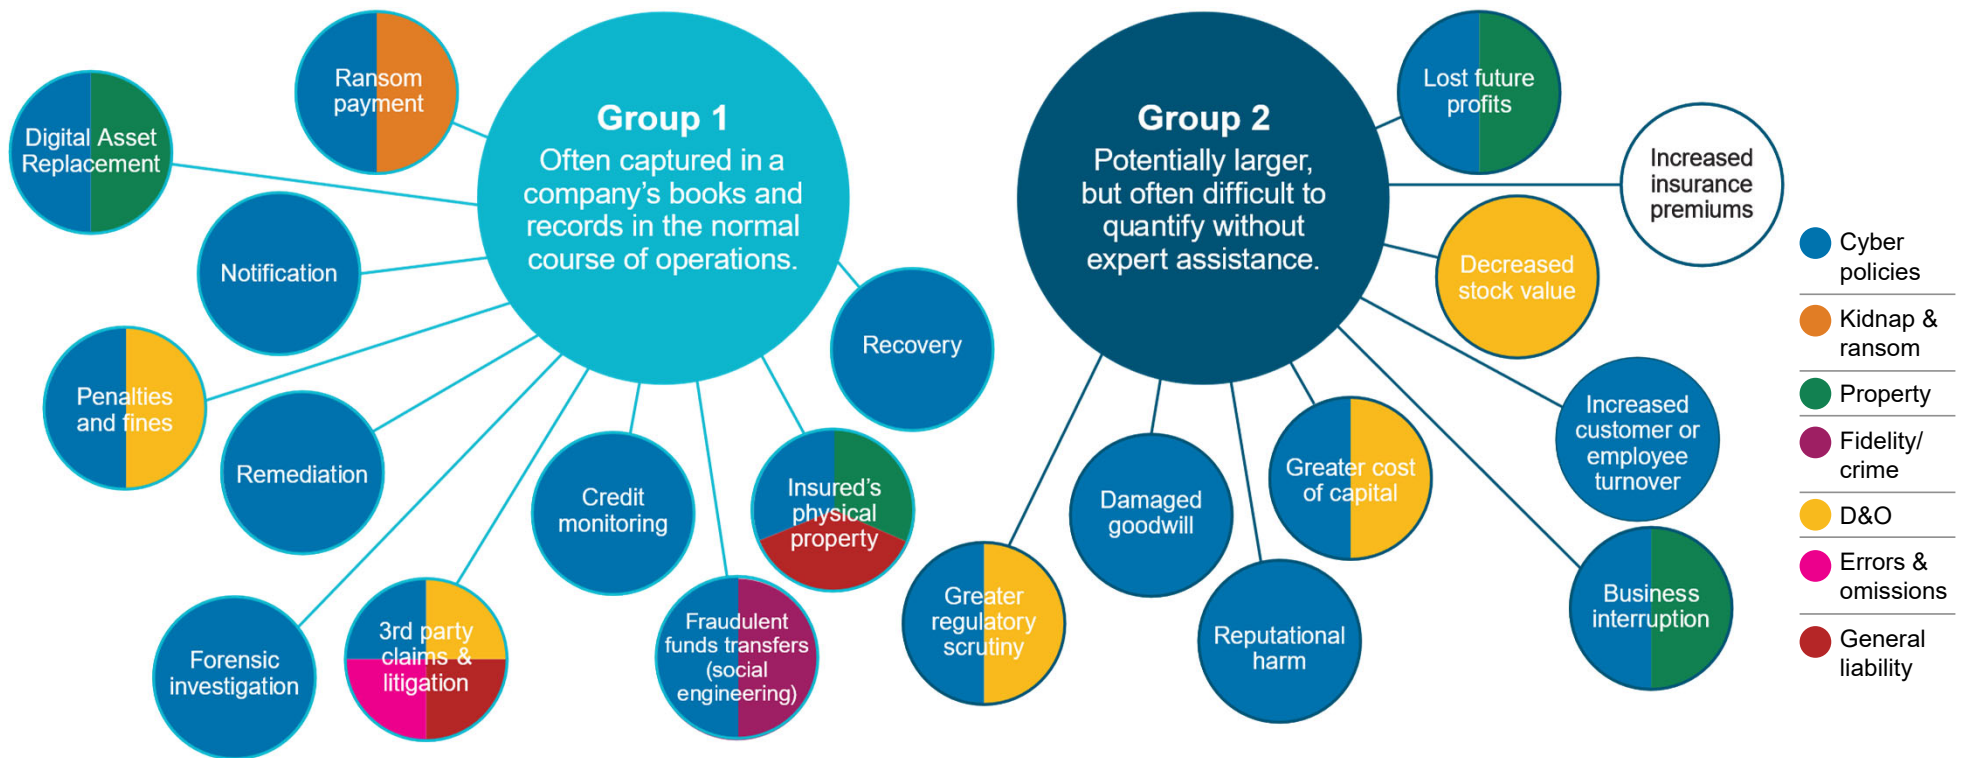 Ransom
payment
Digital Asset
Replacement
Notification
Penalties
and fines
Remediation
Forensic
investigation
3rd party
claims &
litigation
Credit
monitoring
Fraudulent
funds transfers
(social
engineering)
Insured’s
physical
property
Recovery
Group 1
Often captured in a
company’s books and
records in the normal
course of operations.
Group 2
Potentially larger,
but often difficult to
quantify without
expert assistance.
Lost future
profits
Increased
insurance
premiums
Decreased
stock value
Increased
customer or
employee
turnover
Business
interruption
Greater cost
of capital
Reputational
harm
Damaged
goodwill
Greater
regulatory
scrutiny
Cyber
policies
Kidnap &
ransom
Property
Fidelity/
crime
D&O
Errors &
omissions
General
liability